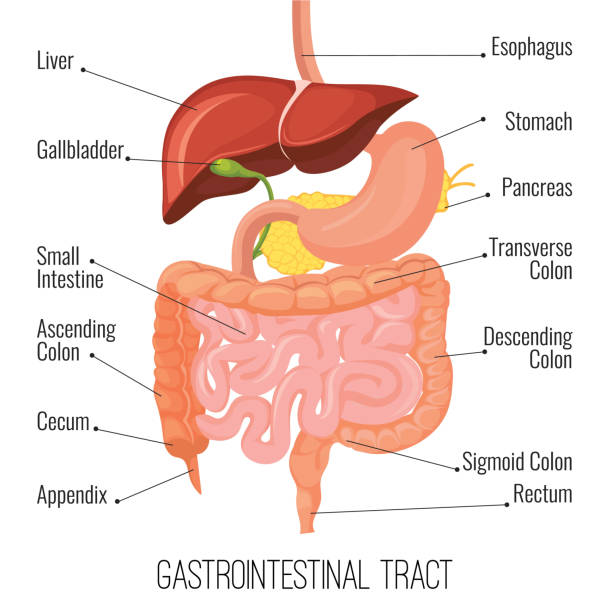 Liver
Gallbladder
Small
Intestine
Ascending
Colon
Cecum
Appendix
Esophagus
Stomach
Pancreas
Transverse
Colon
Descending
Colon
Sigmoid Colon
Rectum
GASTROINTESTINAL TRACT